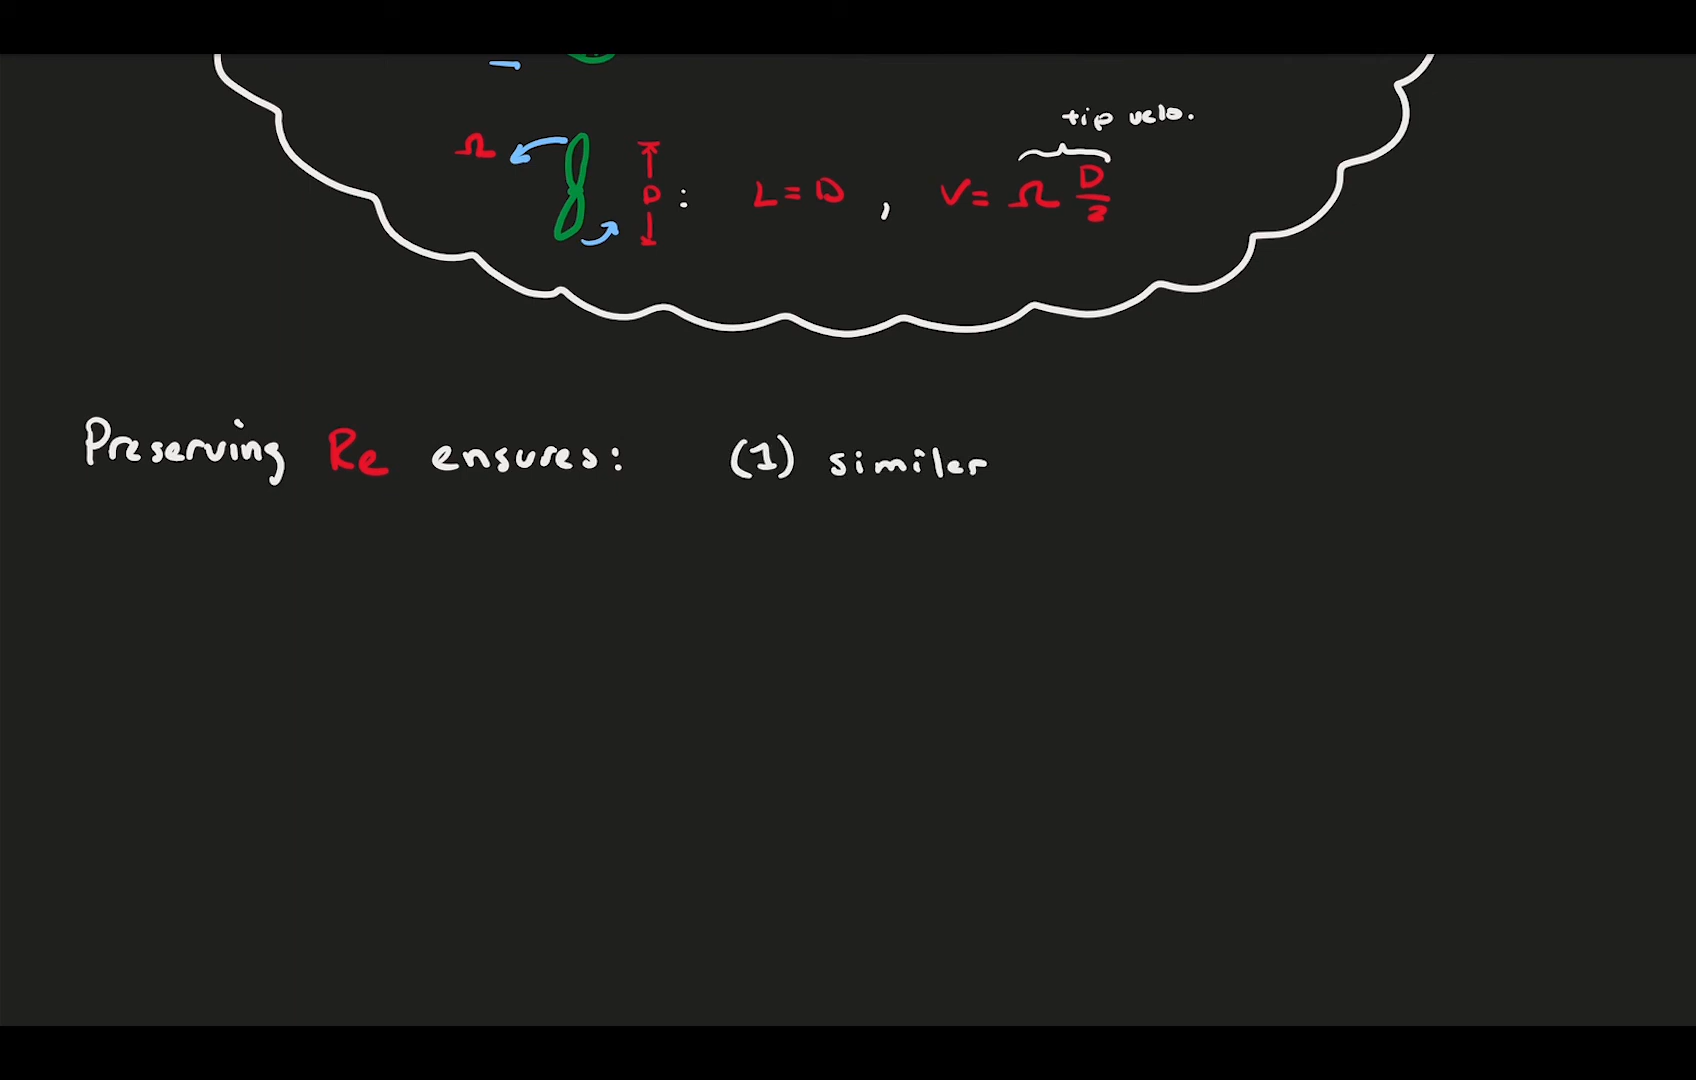 tip velo.
Ω D : L = D , V = Ω D/2
Preserving Re ensures: (1) similar